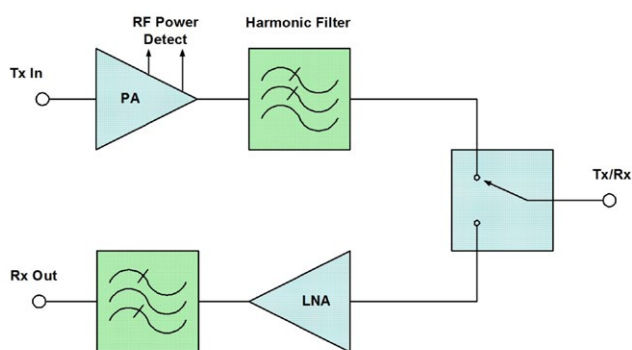 RF Power
Detect
Harmonic Filter
Tx In
PA
Tx/Rx
Rx Out
LNA